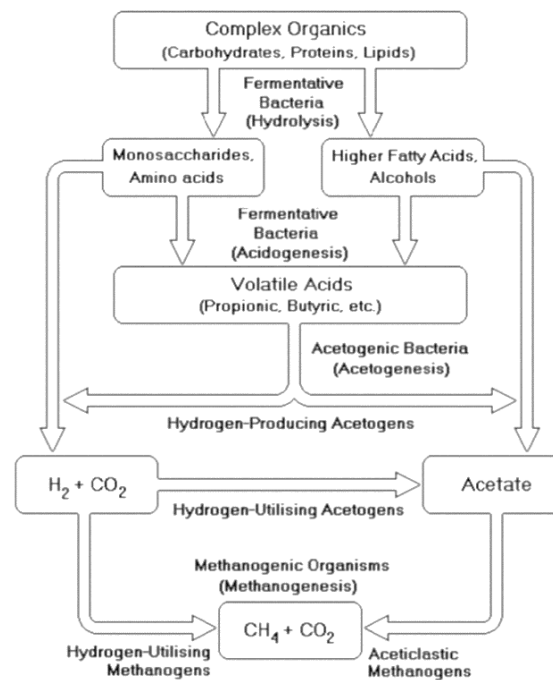 Complex Organics
(Carbohydrates, Proteins, Lipids)
Fermentative
Bacteria
(Hydrolysis)
Monosaccharides,
Amino acids
Higher Fatty Acids,
Alcohols
Fermentative
Bacteria
(Acidogenesis)
Volatile Acids
(Propionic, Butyric, etc.)
Acetogenic Bacteria
(Acetogenesis)
Hydrogen-Producing Acetogens
H₂ + CO₂
Acetate
Hydrogen-Utilising Acetogens
Methanogenic Organisms
(Methanogenesis)
CH₄ + CO₂
Hydrogen-Utilising
Methanogens
Aceticlastic
Methanogens